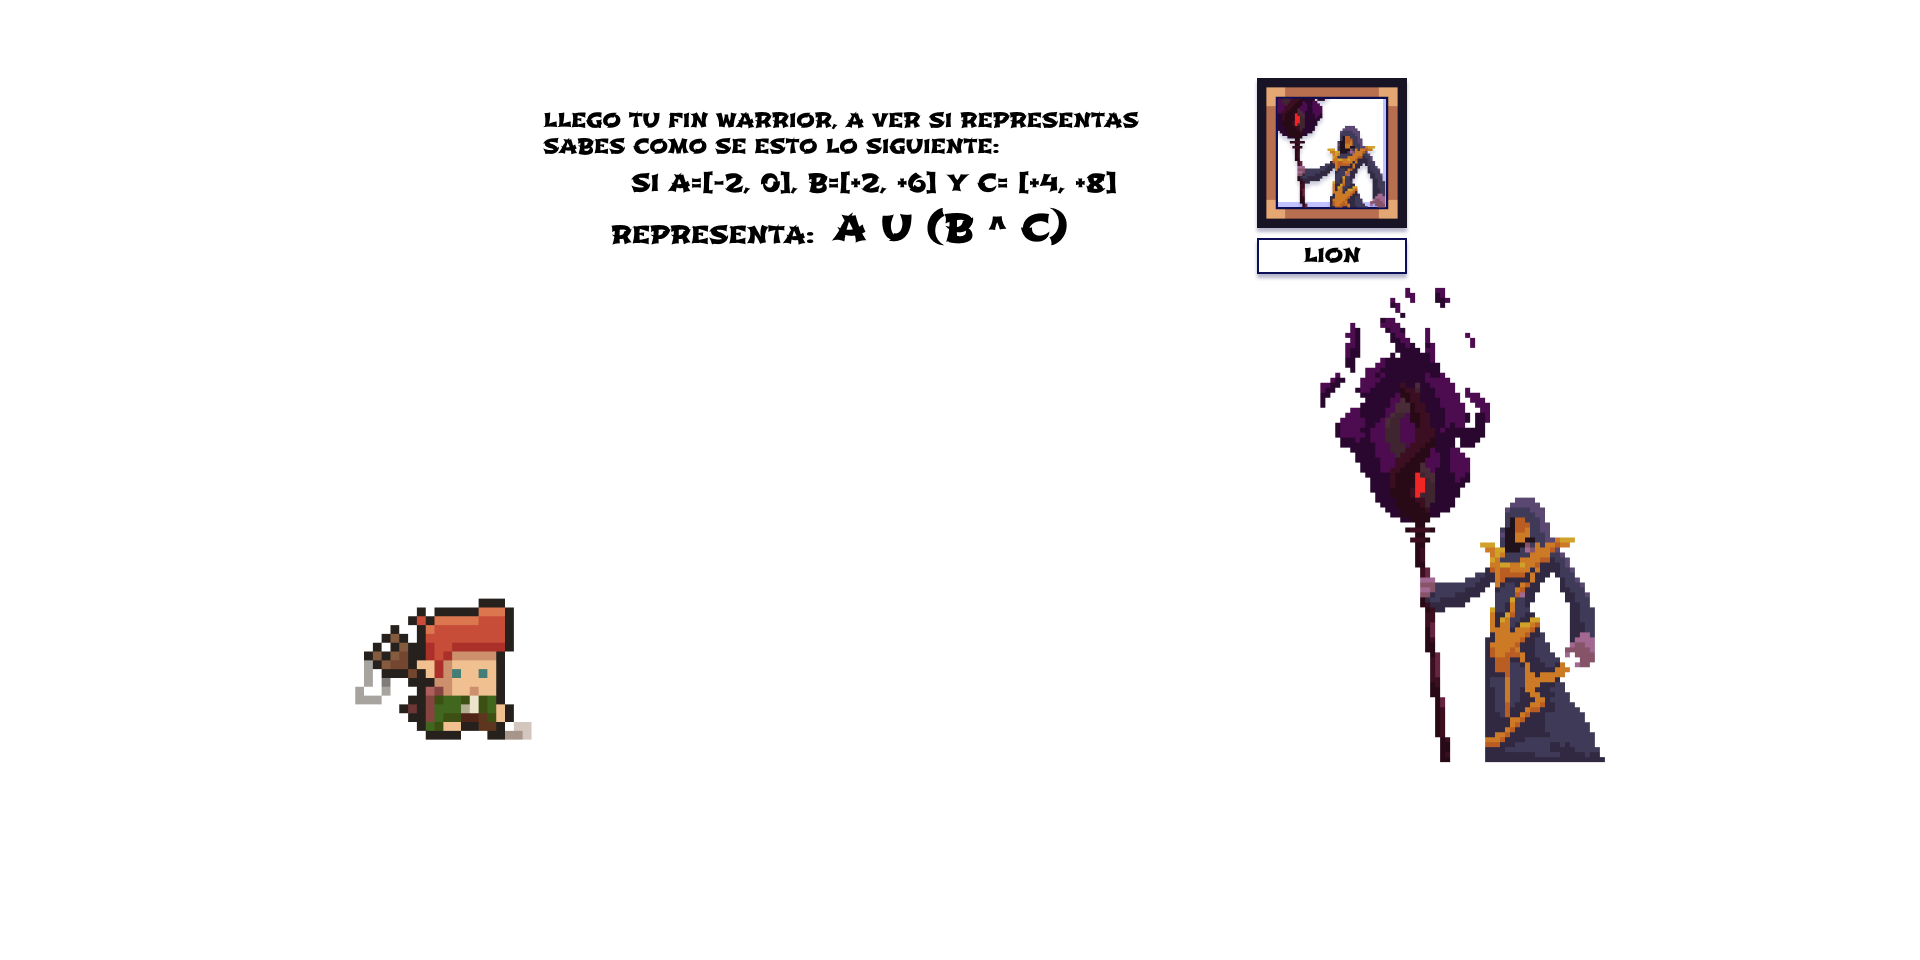 LLEGO TU FIN WARRIOR, A VER SI REPRESENTAS
SABES COMO SE ESTO LO SIGUIENTE:
SI A=[-2, 0], B=[+2, +6] Y C= [+4, +8]
REPRESENTA: A U (B ^ C)
LION